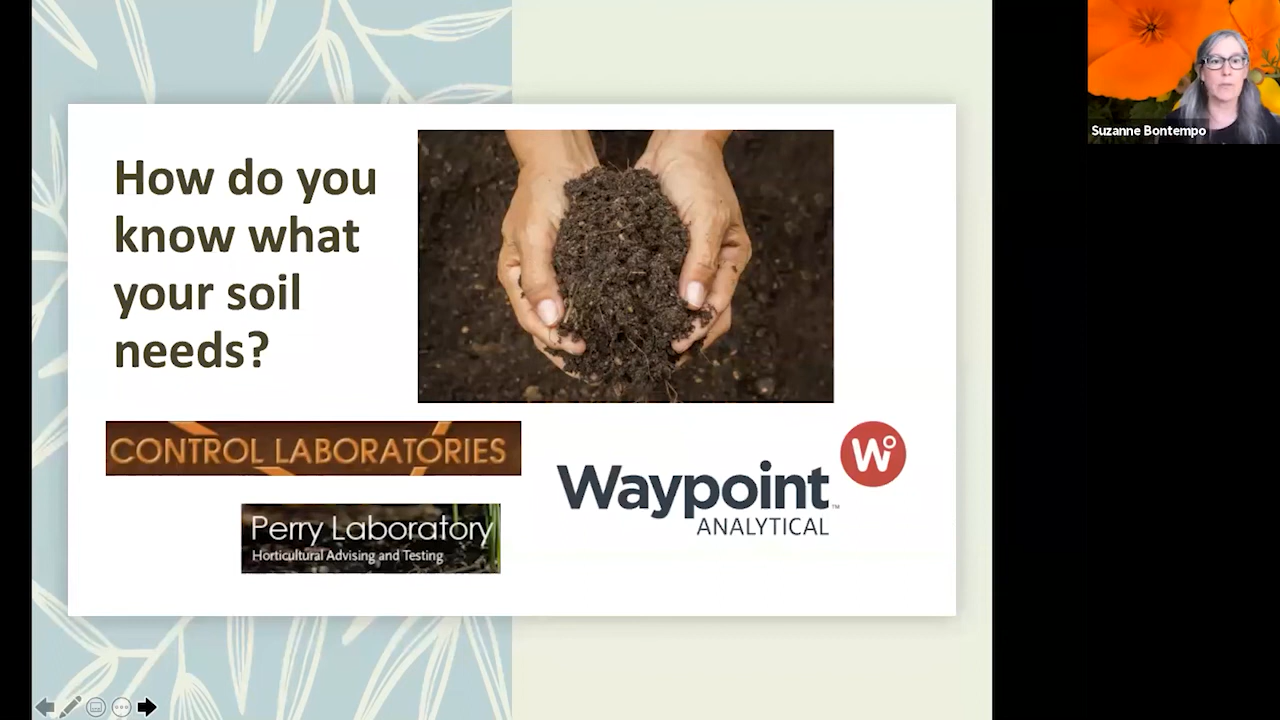 How do you
know what
your soil
needs?
CONTROL LABORATORIES
Perry Laboratory
Horticultural Advising and Testing
W
Waypoint™
ANALYTICAL
Suzanne Bontempo